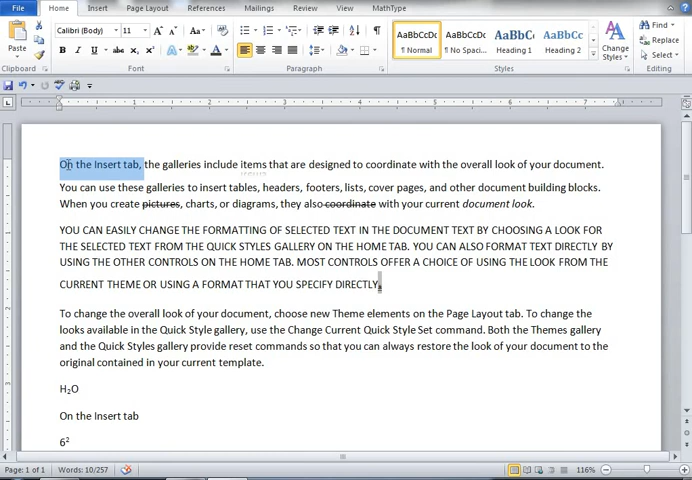 File Home Insert Page Layout References Mailings Review View MathType
Calibri (Body) 11
Paste
AaBbCcDc AaBbCcDc AaBbCc AaBbCc
¶ Normal ¶ No Spaci... Heading 1 Heading 2
Change Styles
Find
Replace
Select
Clipboard Font Paragraph Styles Editing
On the Insert tab, the galleries include items that are designed to coordinate with the overall look of your document.
You can use these galleries to insert tables, headers, footers, lists, cover pages, and other document building blocks.
When you create pictures, charts, or diagrams, they also coordinate with your current document look.
YOU CAN EASILY CHANGE THE FORMATTING OF SELECTED TEXT IN THE DOCUMENT TEXT BY CHOOSING A LOOK FOR
THE SELECTED TEXT FROM THE QUICK STYLES GALLERY ON THE HOME TAB. YOU CAN ALSO FORMAT TEXT DIRECTLY BY
USING THE OTHER CONTROLS ON THE HOME TAB. MOST CONTROLS OFFER A CHOICE OF USING THE LOOK FROM THE
CURRENT THEME OR USING A FORMAT THAT YOU SPECIFY DIRECTLY.
To change the overall look of your document, choose new Theme elements on the Page Layout tab. To change the
looks available in the Quick Style gallery, use the Change Current Quick Style Set command. Both the Themes gallery
and the Quick Styles gallery provide reset commands so that you can always restore the look of your document to the
original contained in your current template.
H₂O
On the Insert tab
6²
Page: 1 of 1 Words: 10/257 116%